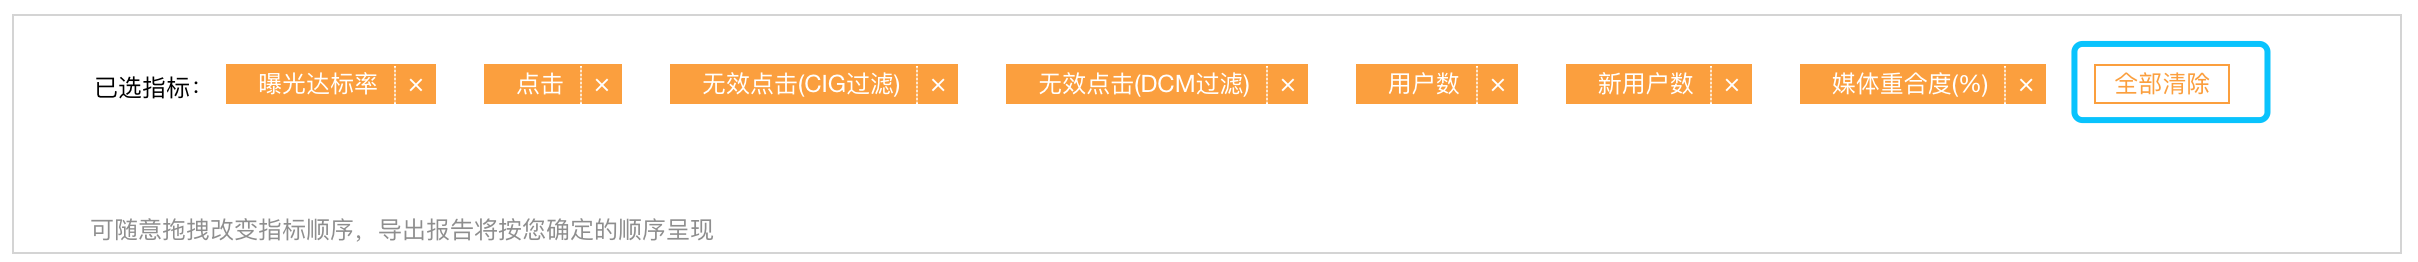 已选指标： 曝光达标率 × 点击 × 无效点击(CIG过滤) × 无效点击(DCM过滤) × 用户数 × 新用户数 × 媒体重合度(%) × 全部清除
可随意拖拽改变指标顺序，导出报告将按您确定的顺序呈现